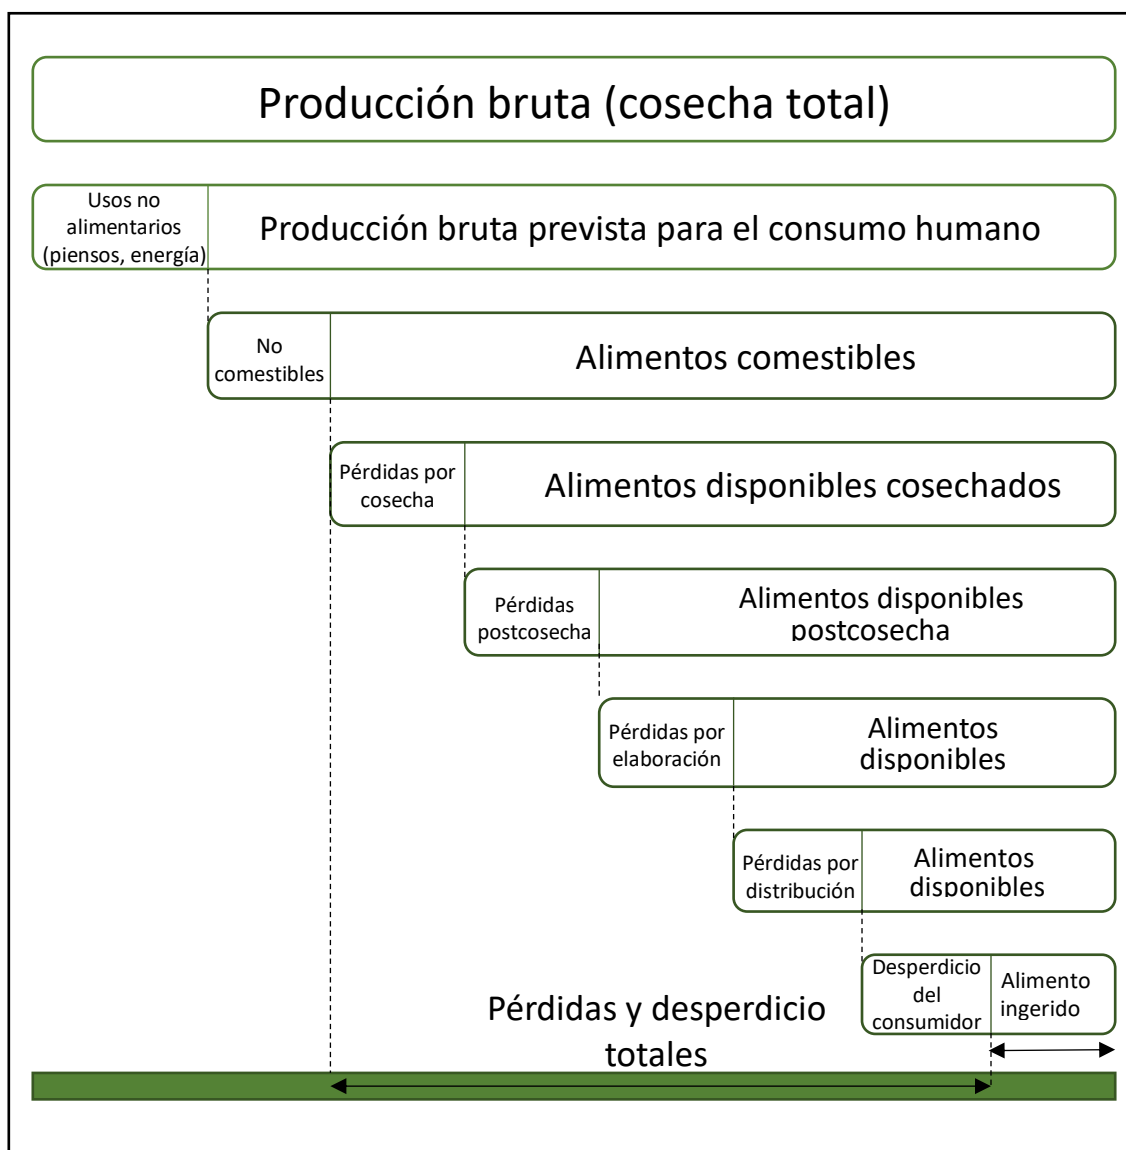 Producción bruta (cosecha total)
Usos no
alimentarios
(piensos, energía)
Producción bruta prevista para el consumo humano
No
comestibles
Alimentos comestibles
Pérdidas por
cosecha
Alimentos disponibles cosechados
Pérdidas
postcosecha
Alimentos disponibles
postcosecha
Pérdidas por
elaboración
Alimentos
disponibles
Pérdidas por
distribución
Alimentos
disponibles
Desperdicio
del
consumidor
Alimento
ingerido
Pérdidas y desperdicio
totales